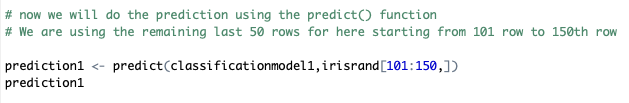 # now we will do the prediction using the predict() function
# We are using the remaining last 50 rows for here starting from 101 row to 150th row
prediction1 <- predict(classificationmodel1,irisrand[101:150,])
prediction1